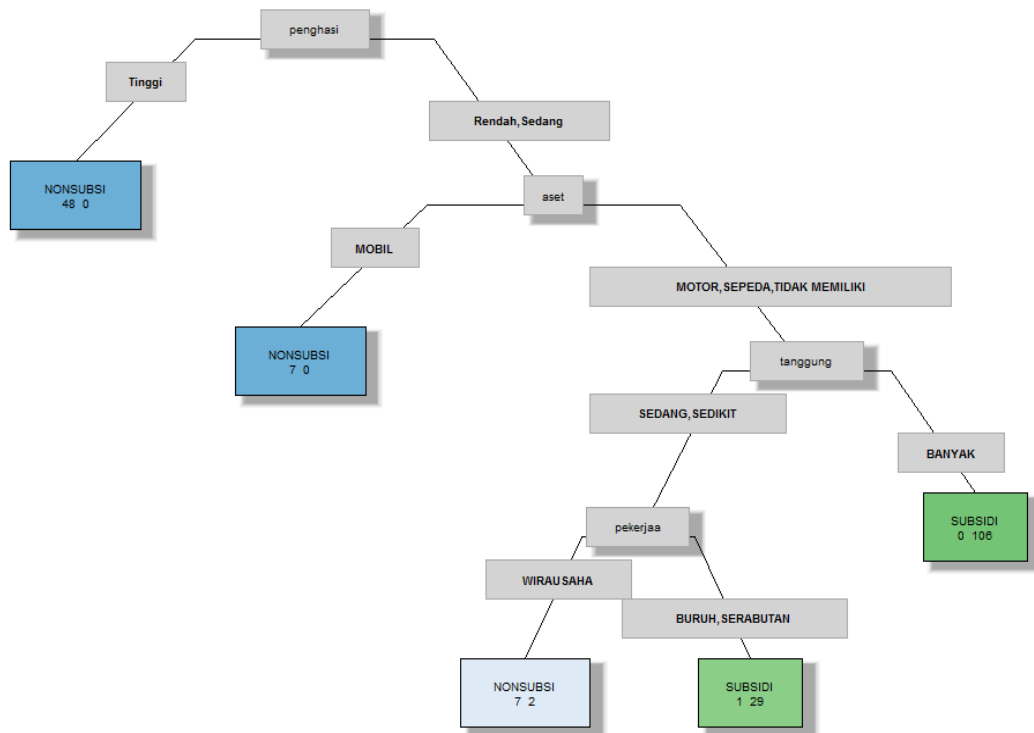 penghasi
Tinggi
Rendah,Sedang
NONSUBSI
48 0
aset
MOBIL
MOTOR,SEPEDA,TIDAK MEMILIKI
NONSUBSI
7 0
tanggung
SEDANG,SEDIKIT
BANYAK
SUBSIDI
0 106
pekerjaa
WIRAUSAHA
BURUH,SERABUTAN
NONSUBSI
7 2
SUBSIDI
1 29